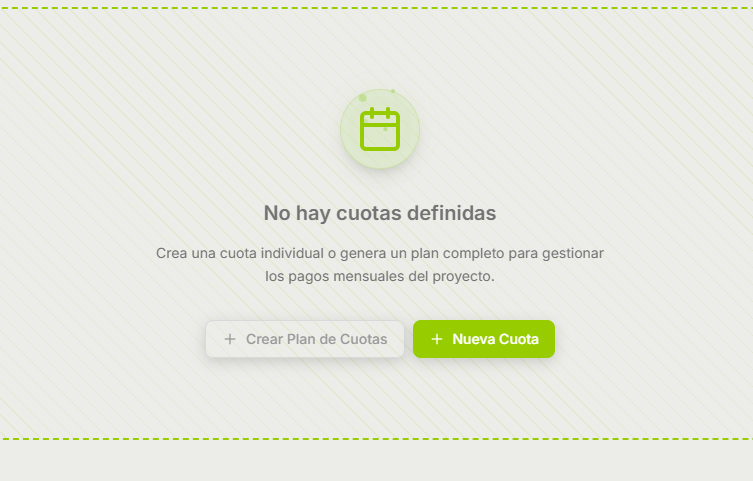 No hay cuotas definidas
Crea una cuota individual o genera un plan completo para gestionar
los pagos mensuales del proyecto.
Crear Plan de Cuotas
Nueva Cuota